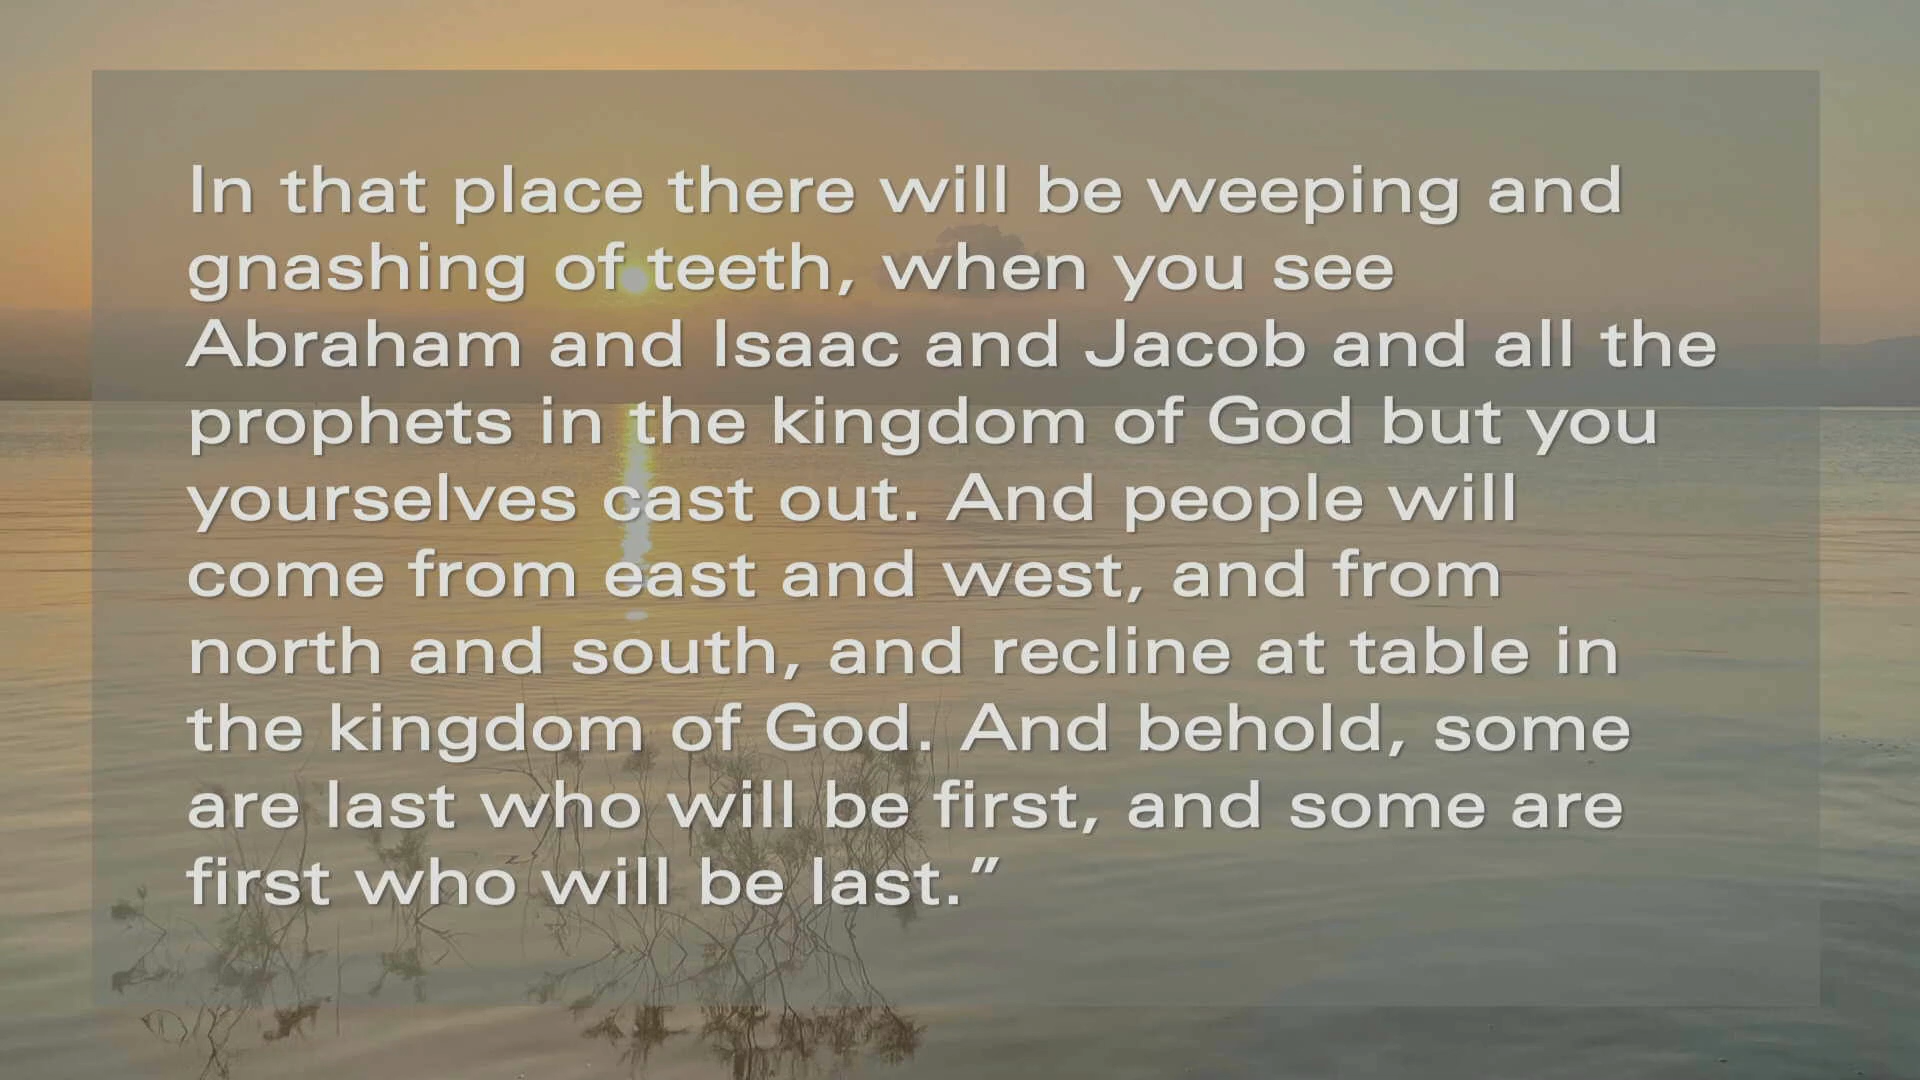 In that place there will be weeping and
gnashing of teeth, when you see
Abraham and Isaac and Jacob and all the
prophets in the kingdom of God but you
yourselves cast out. And people will
come from east and west, and from
north and south, and recline at table in
the kingdom of God. And behold, some
are last who will be first, and some are
first who will be last.”